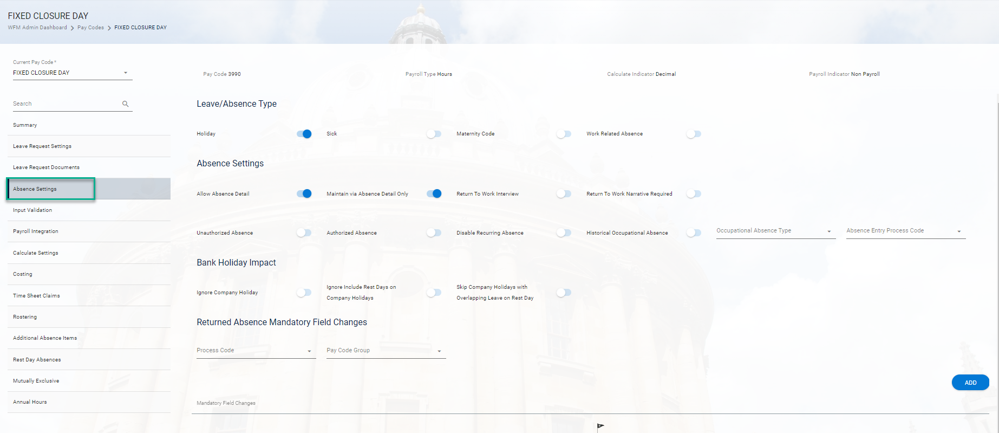 FIXED CLOSURE DAY
WFM Admin Dashboard > Pay Codes > FIXED CLOSURE DAY
Current Pay Code *
FIXED CLOSURE DAY
Pay Code 3990
Payroll Type Hours
Calculate Indicator Decimal
Payroll Indicator Non Payroll
Search
Summary
Leave Request Settings
Leave Request Documents
Absence Settings
Input Validation
Payroll Integration
Calculate Settings
Costing
Time Sheet Claims
Rostering
Additional Absence Items
Rest Day Absences
Mutually Exclusive
Annual Hours
Leave/Absence Type
Holiday
Sick
Maternity Code
Work Related Absence
Absence Settings
Allow Absence Detail
Maintain via Absence Detail Only
Return To Work Interview
Return To Work Narrative Required
Unauthorized Absence
Authorized Absence
Disable Recurring Absence
Historical Occupational Absence
Occupational Absence Type
Absence Entry Process Code
Bank Holiday Impact
Ignore Company Holiday
Ignore Include Rest Days on
Company Holidays
Skip Company Holidays with
Overlapping Leave on Rest Day
Returned Absence Mandatory Field Changes
Process Code
Pay Code Group
ADD
Mandatory Field Changes